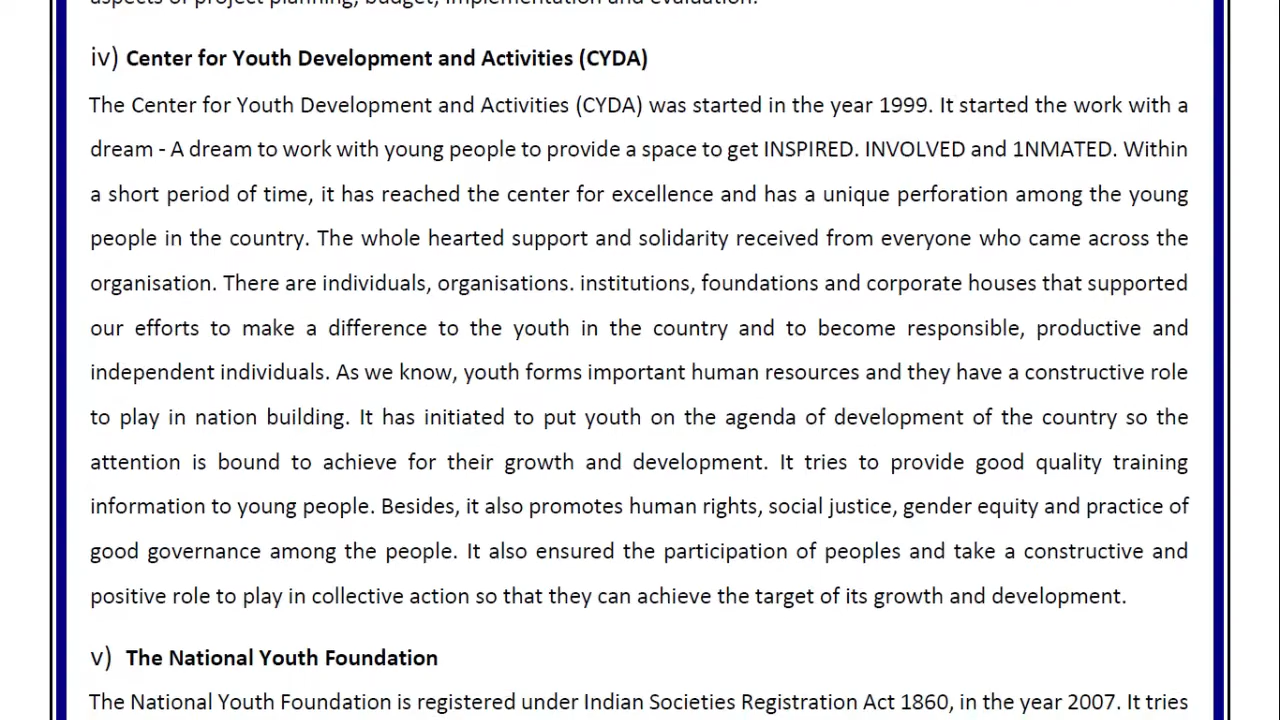 aspects of project planning, budget, implementation and evaluation.
iv) Center for Youth Development and Activities (CYDA)
The Center for Youth Development and Activities (CYDA) was started in the year 1999. It started the work with a
dream - A dream to work with young people to provide a space to get INSPIRED. INVOLVED and 1NMATED. Within
a short period of time, it has reached the center for excellence and has a unique perforation among the young
people in the country. The whole hearted support and solidarity received from everyone who came across the
organisation. There are individuals, organisations. institutions, foundations and corporate houses that supported
our efforts to make a difference to the youth in the country and to become responsible, productive and
independent individuals. As we know, youth forms important human resources and they have a constructive role
to play in nation building. It has initiated to put youth on the agenda of development of the country so the
attention is bound to achieve for their growth and development. It tries to provide good quality training
information to young people. Besides, it also promotes human rights, social justice, gender equity and practice of
good governance among the people. It also ensured the participation of peoples and take a constructive and
positive role to play in collective action so that they can achieve the target of its growth and development.
v) The National Youth Foundation
The National Youth Foundation is registered under Indian Societies Registration Act 1860, in the year 2007. It tries